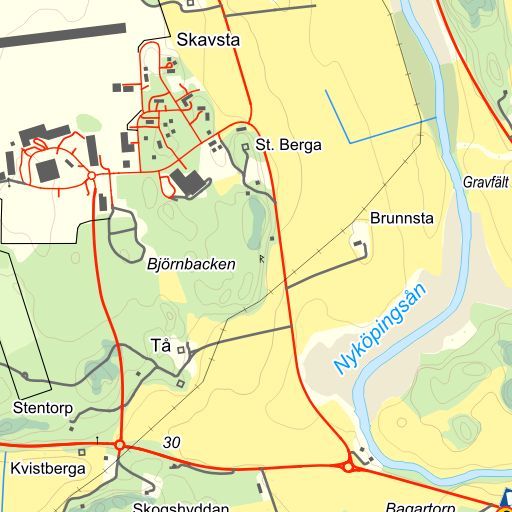 Skavsta
St. Berga
Gravfält
Brunnsta
Björnbacken
Nyköpingsån
Tå
Stentorp
30
Kvistberga
Skogshyddan
Bagartorp